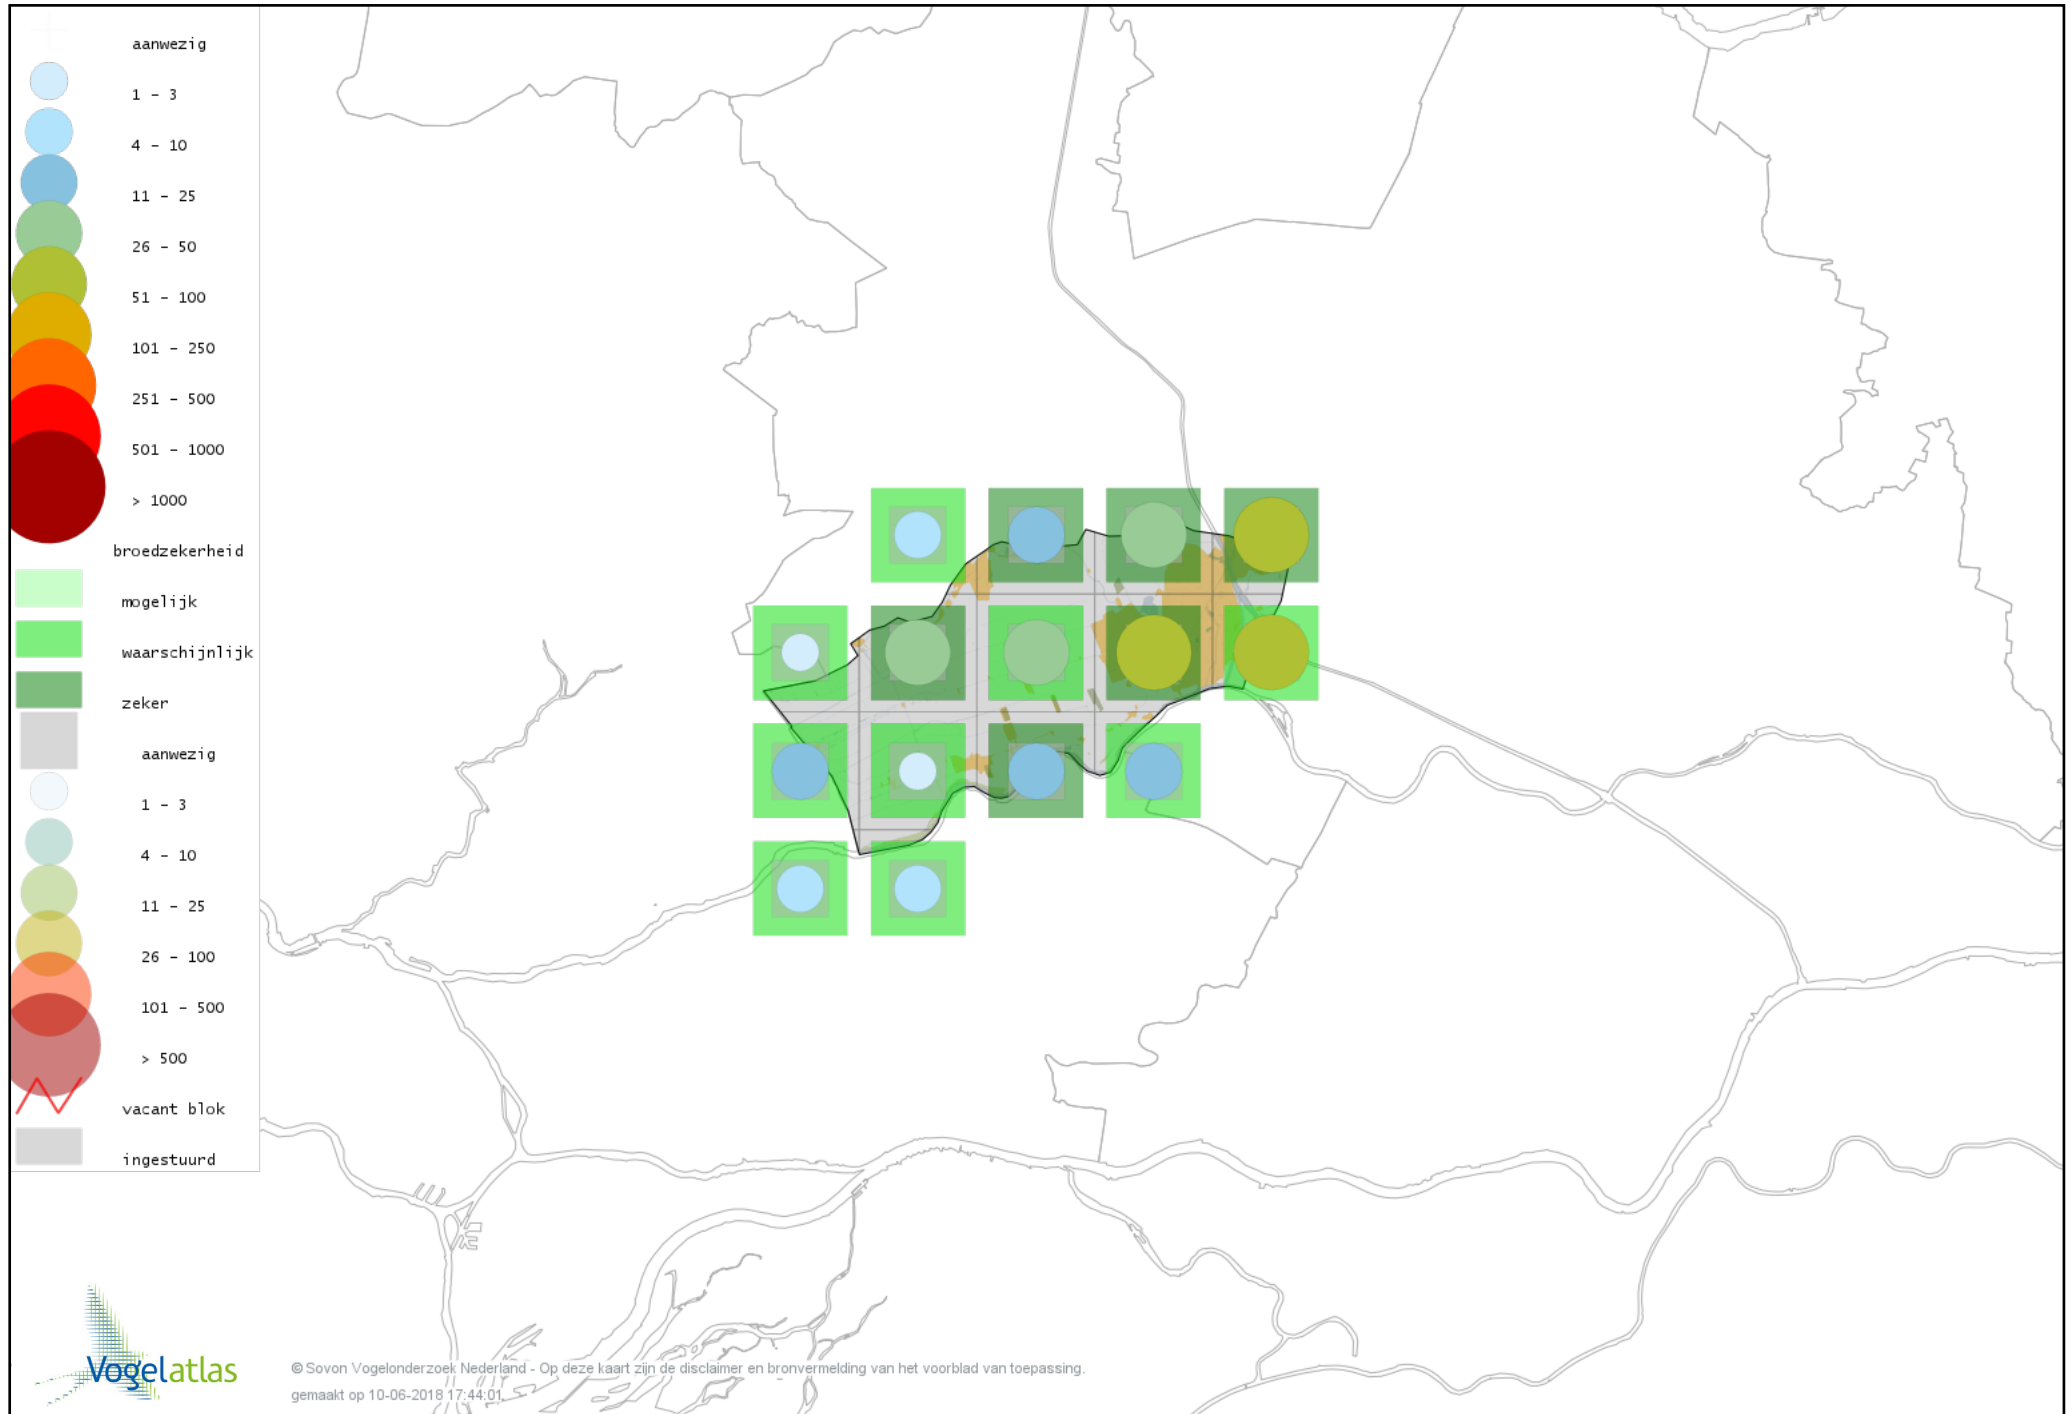 aanwezig
1 – 3
4 – 10
11 – 25
26 – 50
51 – 100
101 – 250
251 – 500
501 – 1000
> 1000
broedzekerheid
mogelijk
waarschijnlijk
zeker
aanwezig
1 – 3
4 – 10
11 – 25
26 – 100
101 – 500
> 500
vacant blok
ingestuurd
Vogelatlas
© Sovon Vogelonderzoek Nederland - Op deze kaart zijn de disclaimer en bronvermelding van het voorblad van toepassing.
gemaakt op 10-06-2018 17:44:01